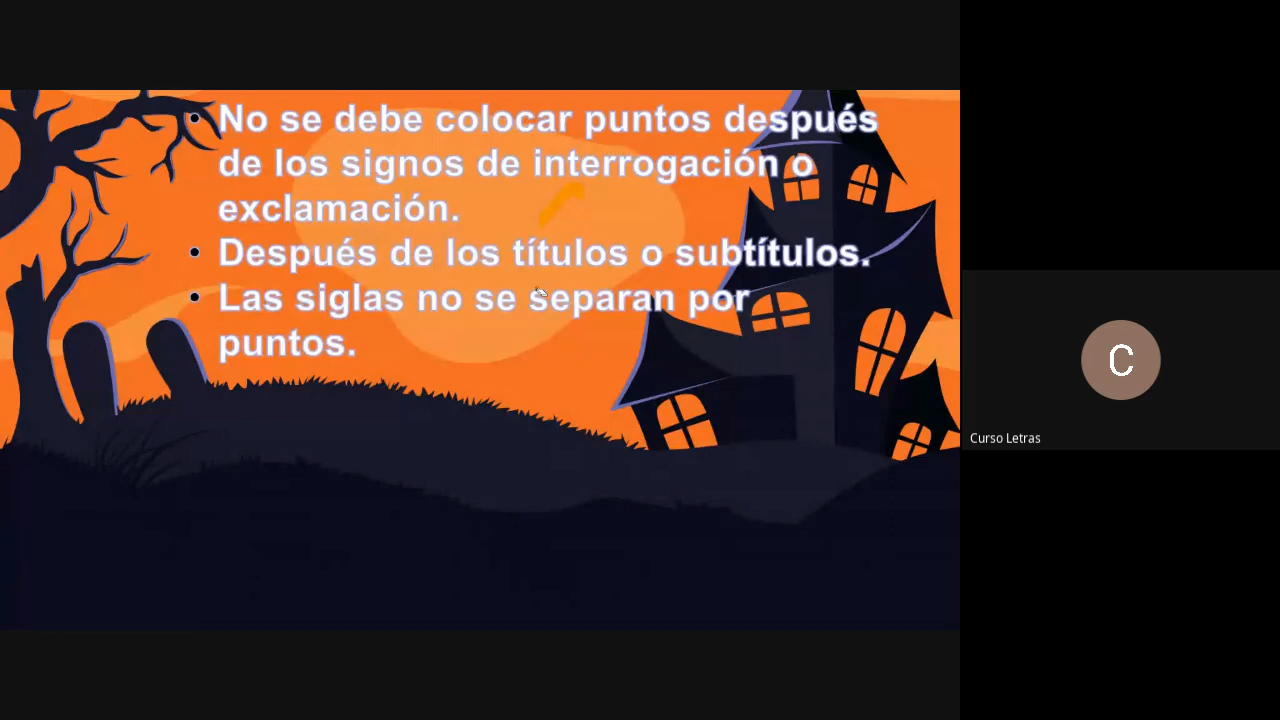 • No se debe colocar puntos después
de los signos de interrogación o
exclamación.
• Después de los títulos o subtítulos.
• Las siglas no se separan por
puntos.
C
Curso Letras